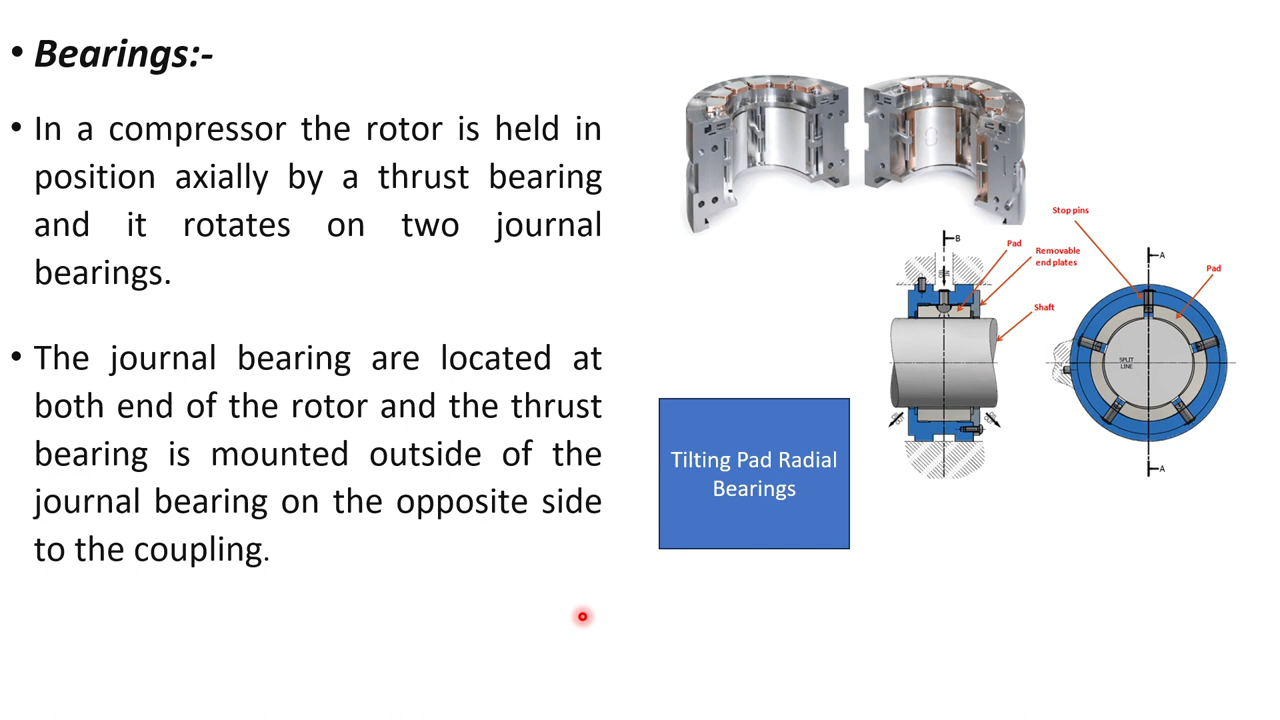 • Bearings:-
• In a compressor the rotor is held in
position axially by a thrust bearing
and it rotates on two journal
bearings.
• The journal bearing are located at
both end of the rotor and the thrust
bearing is mounted outside of the
journal bearing on the opposite side
to the coupling.
Stop pins
B
Pad
Removable
end plates
Shaft
A
Pad
SPLIT
LINE
A
Tilting Pad Radial
Bearings